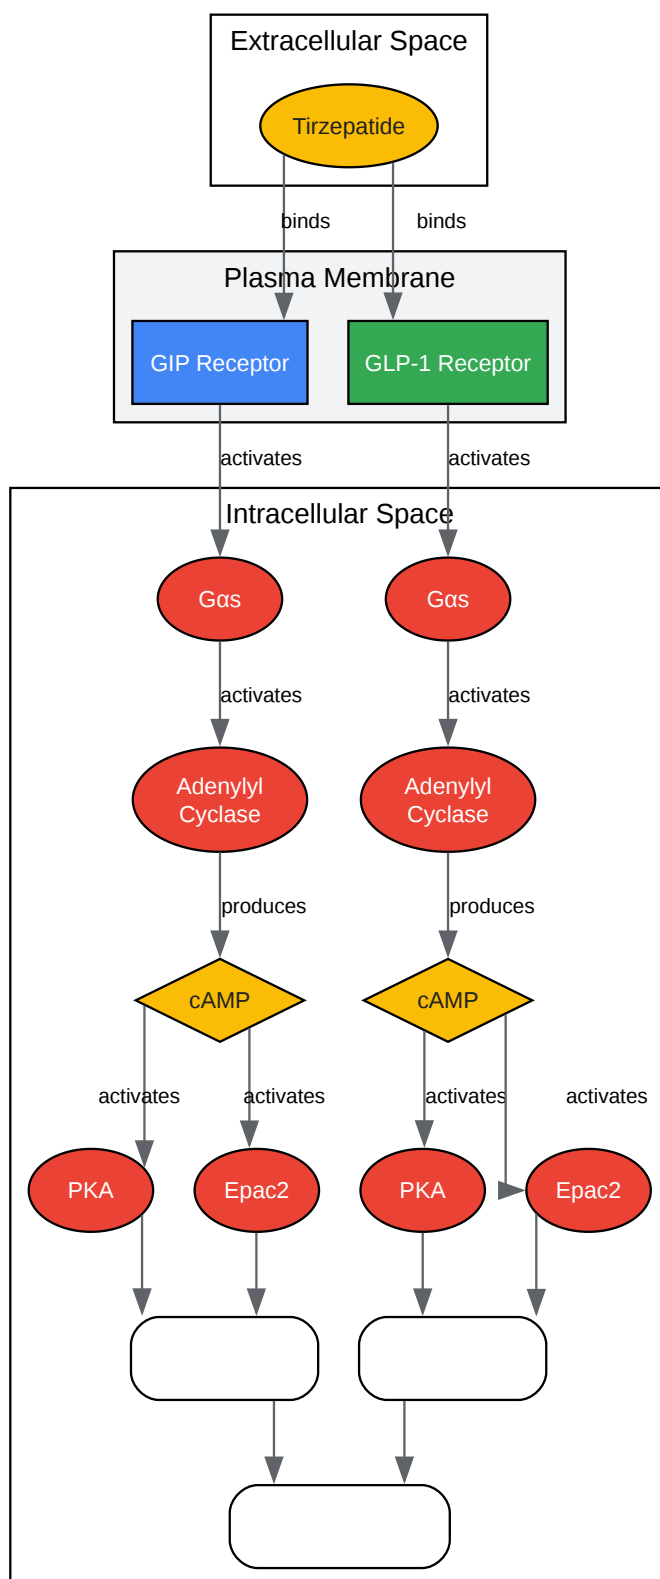 Extracellular Space
Tirzepatide
binds
binds
Plasma Membrane
GIP Receptor
GLP-1 Receptor
activates
activates
Intracellular Space
Gαs
Gαs
activates
activates
Adenylyl
Cyclase
Adenylyl
Cyclase
produces
produces
cAMP
cAMP
activates
activates
activates
activates
PKA
Epac2
PKA
Epac2